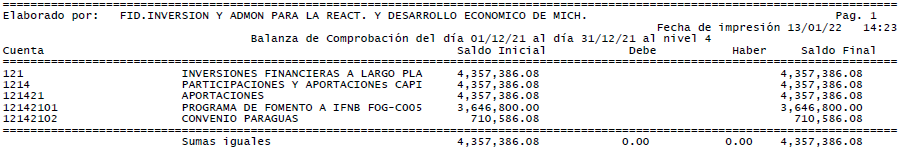 Elaborado por: FID.INVERSION Y ADMON PARA LA REACT. Y DESARROLLO ECONOMICO DE MICH. Pag. 1
Fecha de impresión 13/01/22 14:23
Balanza de Comprobación del día 01/12/21 al día 31/12/21 al nivel 4
Cuenta Saldo Inicial Debe Haber Saldo Final
121 INVERSIONES FINANCIERAS A LARGO PLA 4,357,386.08 4,357,386.08
1214 PARTICIPACIONES Y APORTACIONEs CAPI 4,357,386.08 4,357,386.08
121421 APORTACIONES 4,357,386.08 4,357,386.08
12142101 PROGRAMA DE FOMENTO A IFNB FOG-C005 3,646,800.00 3,646,800.00
12142102 CONVENIO PARAGUAS 710,586.08 710,586.08
Sumas iguales 4,357,386.08 0.00 0.00 4,357,386.08